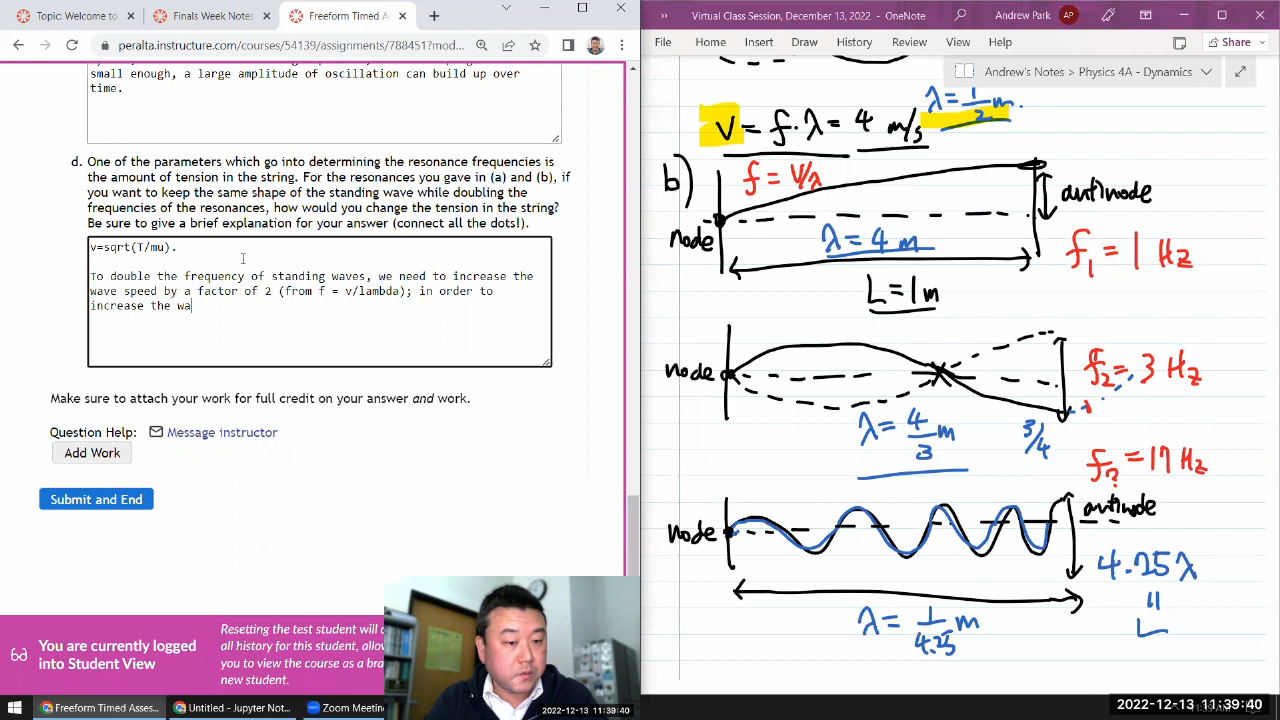 Topic Welcome to
Finals Week Notes
Freeform Timed A
peralta.instructure.com/courses/54139/assignments/788451?mod...
small enough, a large amplitude of oscillation can build up over
time.
d. One of the parameters which go into determining the resonance frequencies is
the amount of tension in the string. For the resonances you gave in (a) and (b), if
you want to keep the same shape of the standing wave while doubling the
frequencies of the resonances, how would you change the tension in the string?
Be sure to give a brief explanation for your answer (connect all the dots!).
v=sqrt(T/mu).
To double the frequency of standing waves, we need to increase the
wave speed by a factor of 2 (from f = v/lambda); in order to
increase the wa
Make sure to attach your work for full credit on your answer and work.
Question Help: Message instructor
Add Work
Submit and End
You are currently logged
into Student View
Resetting the test student will
all history for this student, allo
you to view the course as a bra
new student.
Freeform Timed Asses...
Untitled - Jupyter Not...
Zoom Meeting
2022-12-13 11:39:40
Virtual Class Session, December 13, 2022 - OneNote
Andrew Park
AP
File Home Insert Draw History Review View Help Share
Andrew's Notes > Physics 4A - Dynamics
λ = 1/2 m.
v = f·λ = 4 m/s
b)
f = v/λ
antinode
node
λ = 4 m
f1 = 1 Hz
L = 1 m
node
f2 = 3 Hz
λ = 4/3 m
3/4
f? = 17 Hz
node
antinode
4.25λ
=
L
λ = 1/4.25 m
2022-12-13 11:39:40